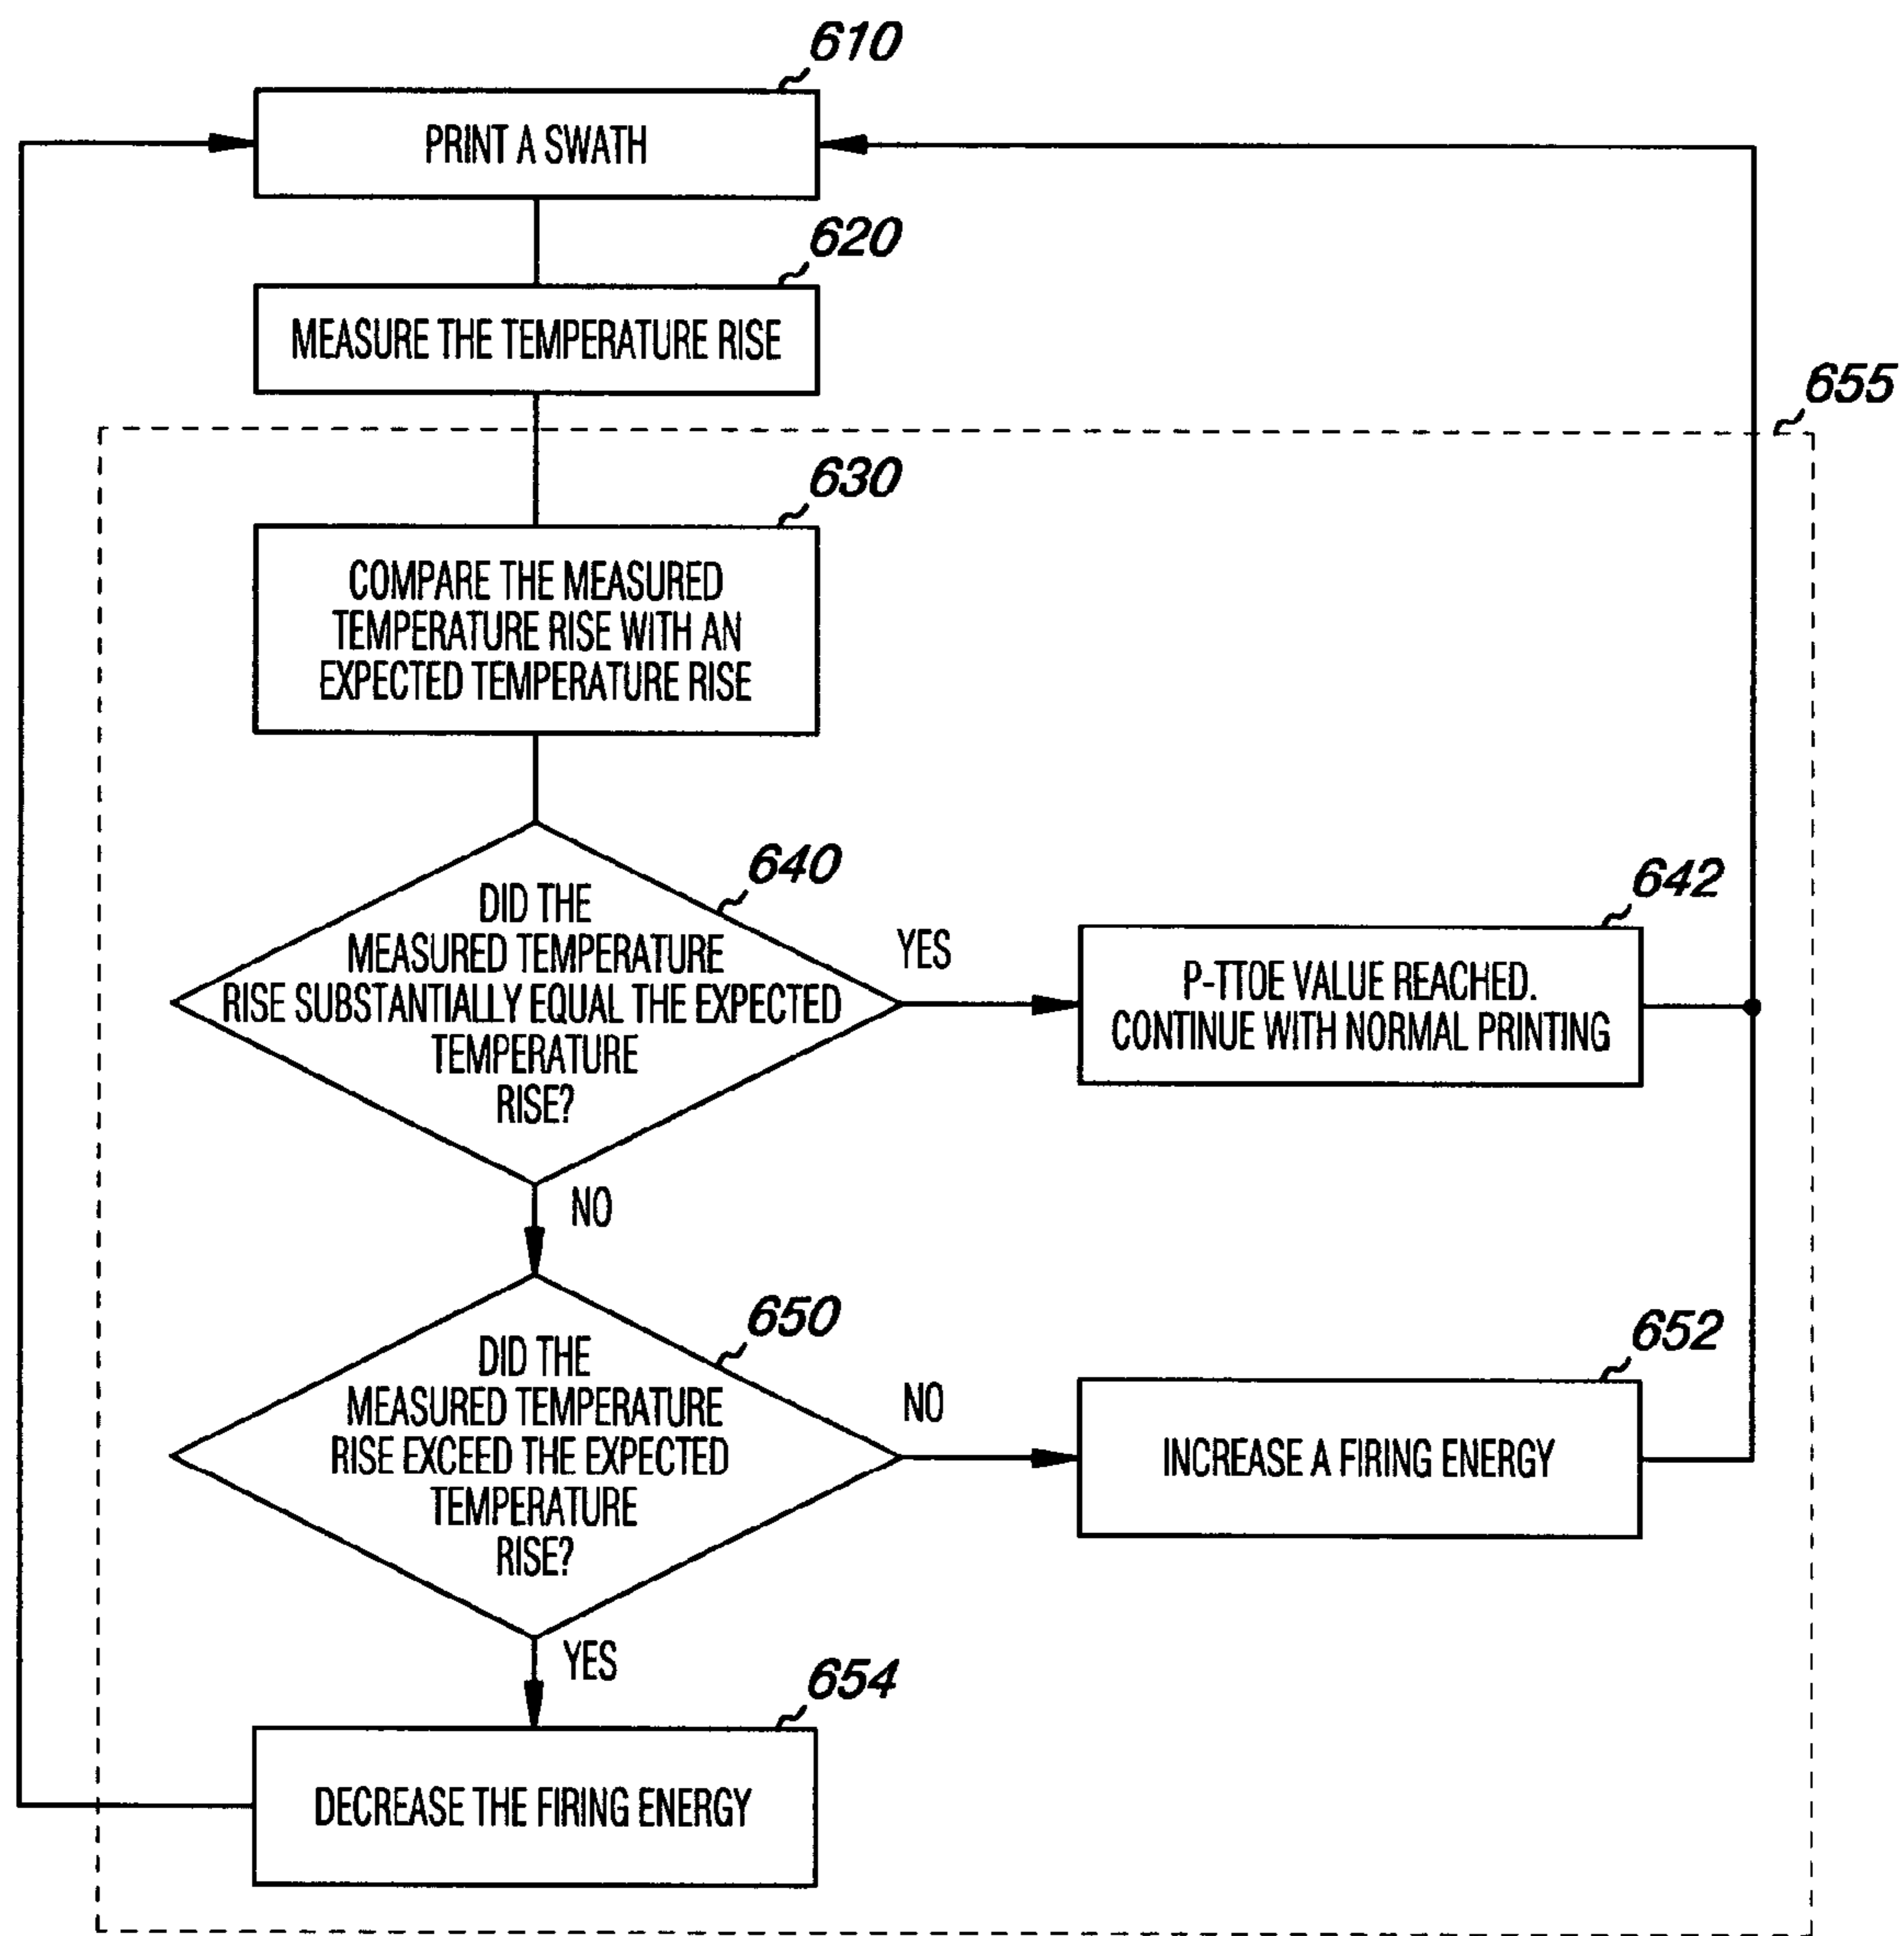 610
PRINT A SWATH
620
MEASURE THE TEMPERATURE RISE
655
630
COMPARE THE MEASURED
TEMPERATURE RISE WITH AN
EXPECTED TEMPERATURE RISE
640
DID THE
MEASURED TEMPERATURE
RISE SUBSTANTIALLY EQUAL THE EXPECTED
TEMPERATURE
RISE?
YES
642
P-TTOE VALUE REACHED.
CONTINUE WITH NORMAL PRINTING
NO
650
DID THE
MEASURED TEMPERATURE
RISE EXCEED THE EXPECTED
TEMPERATURE
RISE?
NO
652
INCREASE A FIRING ENERGY
YES
654
DECREASE THE FIRING ENERGY